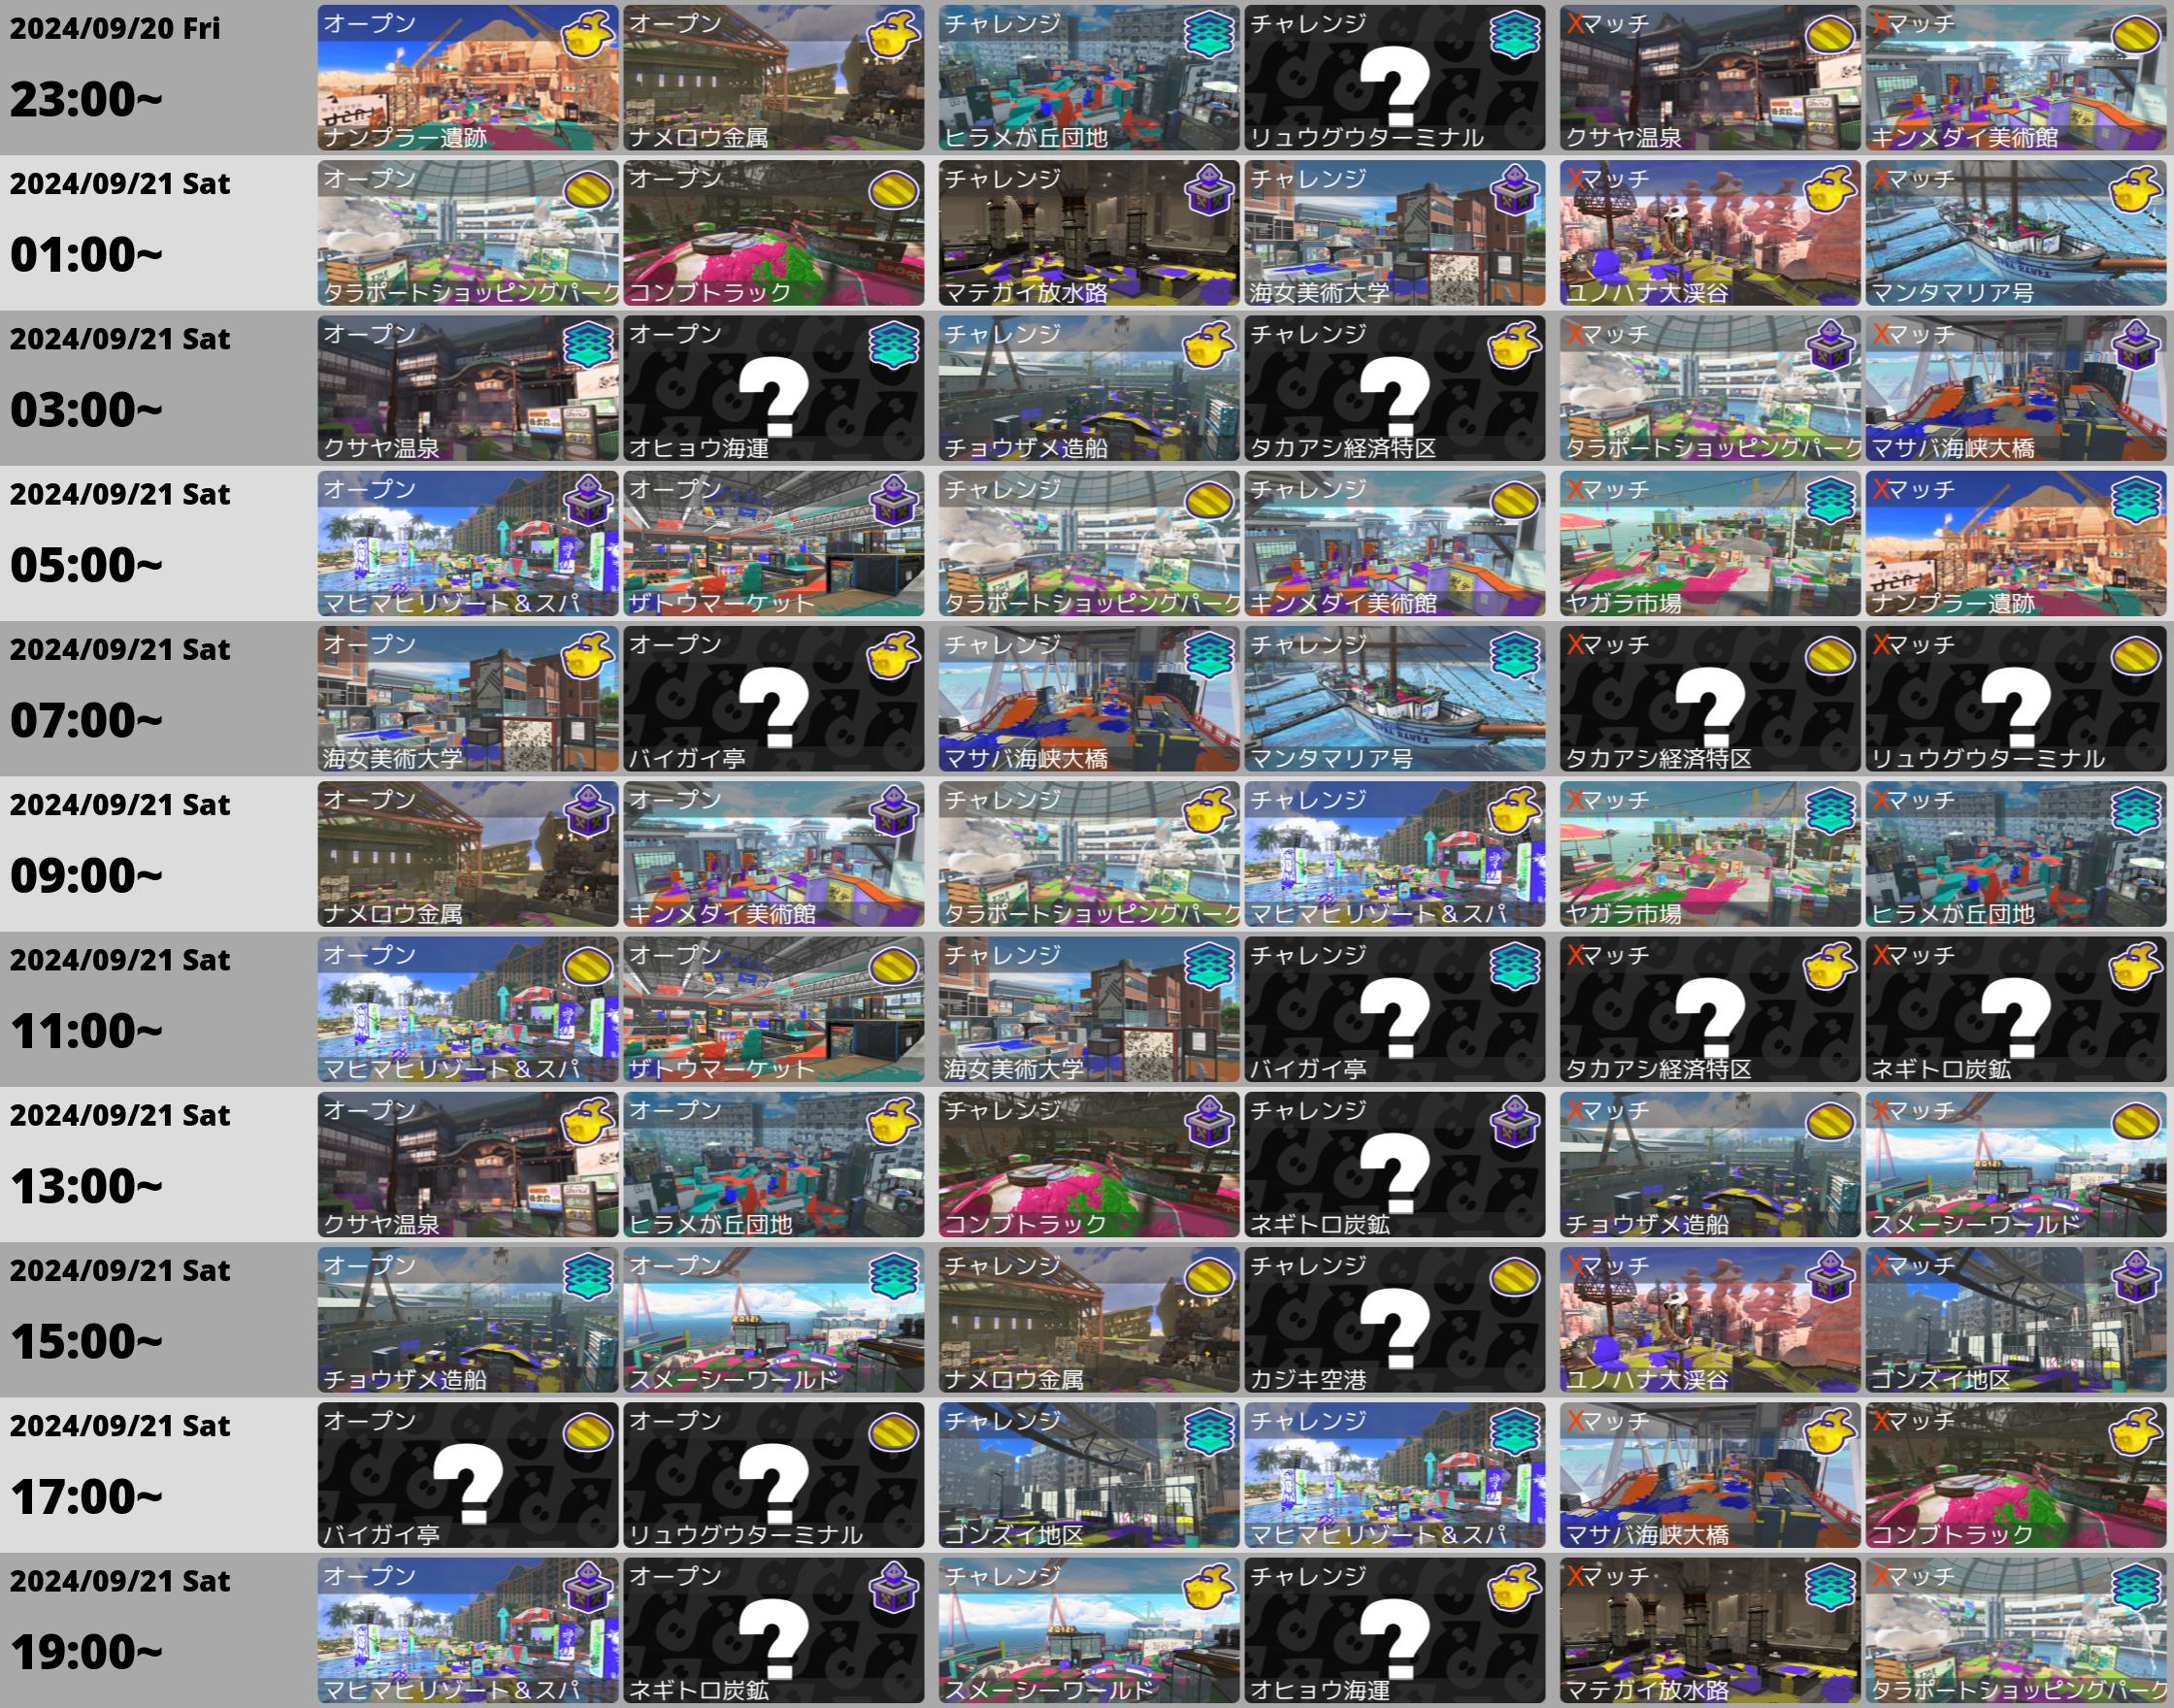 2024/09/20 Fri
23:00~
オープン オープン チャレンジ チャレンジ Xマッチ Xマッチ
ナンプラー遺跡 ナメロウ金属 ヒラメが丘団地 リュウグウターミナル クサヤ温泉 キンメダイ美術館
2024/09/21 Sat
01:00~
オープン オープン チャレンジ チャレンジ Xマッチ Xマッチ
タラポートショッピングパーク コンブトラック マテガイ放水路 海女美術大学 ユノハナ大渓谷 マンタマリア号
2024/09/21 Sat
03:00~
オープン オープン チャレンジ チャレンジ Xマッチ Xマッチ
クサヤ温泉 オヒョウ海運 チョウザメ造船 タカアシ経済特区 タラポートショッピングパーク マサバ海峡大橋
2024/09/21 Sat
05:00~
オープン オープン チャレンジ チャレンジ Xマッチ Xマッチ
マヒマヒリゾート＆スパ ザトウマーケット タラポートショッピングパーク キンメダイ美術館 ヤガラ市場 ナンプラー遺跡
2024/09/21 Sat
07:00~
オープン オープン チャレンジ チャレンジ Xマッチ Xマッチ
海女美術大学 バイガイ亭 マサバ海峡大橋 マンタマリア号 タカアシ経済特区 リュウグウターミナル
2024/09/21 Sat
09:00~
オープン オープン チャレンジ チャレンジ Xマッチ Xマッチ
ナメロウ金属 キンメダイ美術館 タラポートショッピングパーク マヒマヒリゾート＆スパ ヤガラ市場 ヒラメが丘団地
2024/09/21 Sat
11:00~
オープン オープン チャレンジ チャレンジ Xマッチ Xマッチ
マヒマヒリゾート＆スパ ザトウマーケット 海女美術大学 バイガイ亭 タカアシ経済特区 ネギトロ炭鉱
2024/09/21 Sat
13:00~
オープン オープン チャレンジ チャレンジ Xマッチ Xマッチ
クサヤ温泉 ヒラメが丘団地 コンブトラック ネギトロ炭鉱 チョウザメ造船 スメーシーワールド
2024/09/21 Sat
15:00~
オープン オープン チャレンジ チャレンジ Xマッチ Xマッチ
チョウザメ造船 スメーシーワールド ナメロウ金属 カジキ空港 ユノハナ大渓谷 ゴンズイ地区
2024/09/21 Sat
17:00~
オープン オープン チャレンジ チャレンジ Xマッチ Xマッチ
バイガイ亭 リュウグウターミナル ゴンズイ地区 マヒマヒリゾート＆スパ マサバ海峡大橋 コンブトラック
2024/09/21 Sat
19:00~
オープン オープン チャレンジ チャレンジ Xマッチ Xマッチ
マヒマヒリゾート＆スパ ネギトロ炭鉱 スメーシーワールド オヒョウ海運 マテガイ放水路 タラポートショッピングパーク